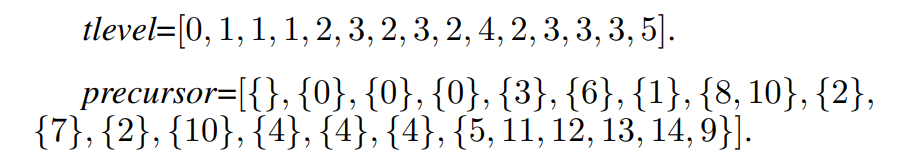 tlevel=[0, 1, 1, 1, 2, 3, 2, 3, 2, 4, 2, 3, 3, 3, 5].
precursor=[{}, {0}, {0}, {0}, {3}, {6}, {1}, {8, 10}, {2},
{7}, {2}, {10}, {4}, {4}, {4}, {5, 11, 12, 13, 14, 9}].